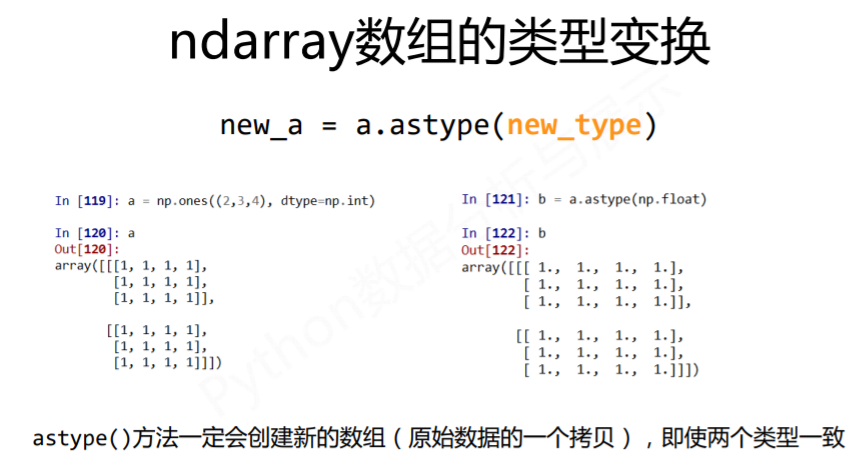 ndarray数组的类型变换
new_a = a.astype(new_type)
In [119]: a = np.ones((2,3,4), dtype=np.int)
In [120]: a
Out[120]:
array([[[1, 1, 1, 1],
[1, 1, 1, 1],
[1, 1, 1, 1]],
[[1, 1, 1, 1],
[1, 1, 1, 1],
[1, 1, 1, 1]]])
In [121]: b = a.astype(np.float)
In [122]: b
Out[122]:
array([[[ 1.,  1.,  1.,  1.],
[ 1.,  1.,  1.,  1.],
[ 1.,  1.,  1.,  1.]],
[[ 1.,  1.,  1.,  1.],
[ 1.,  1.,  1.,  1.],
[ 1.,  1.,  1.,  1.]]])
astype()方法一定会创建新的数组（原始数据的一个拷贝），即使两个类型一致
Python数据分析与展示